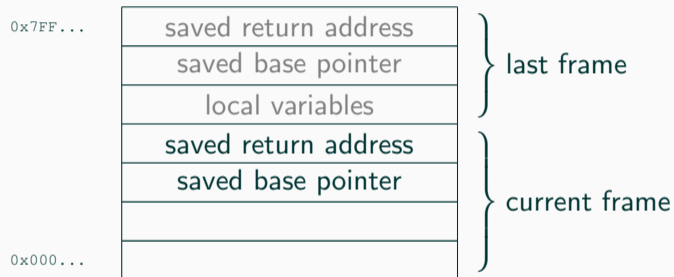 0x7FF...
saved return address
saved base pointer
last frame
local variables
saved return address
saved base pointer
current frame
0x000...